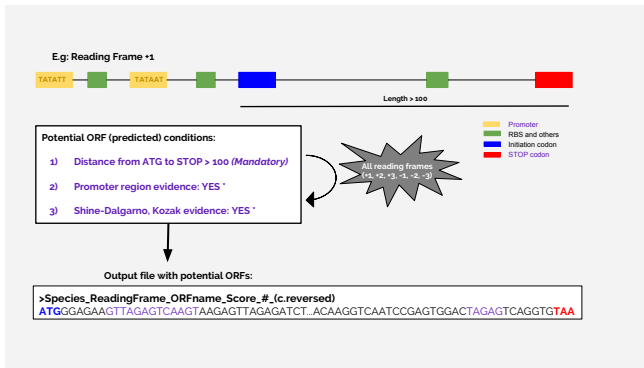 E.g: Reading Frame +1
TATATT
TATAAT
Length > 100
Potential ORF (predicted) conditions:
1) Distance from ATG to STOP > 100 (Mandatory)
2) Promoter region evidence: YES *
3) Shine-Dalgarno, Kozak evidence: YES *
All reading frames
(+1, +2, +3, -1, -2, -3)
Promoter
RBS and others
Initiation codon
STOP codon
Output file with potential ORFs:
>Species_ReadingFrame_ORFname_Score_#_(c.reversed)
ATGGGAGAAGTTAGAGTCAAGTAAGAGTTAGAGATCT...ACAAGGTCAATCCGAGTGGACTAGAGTCAGGTGTAA